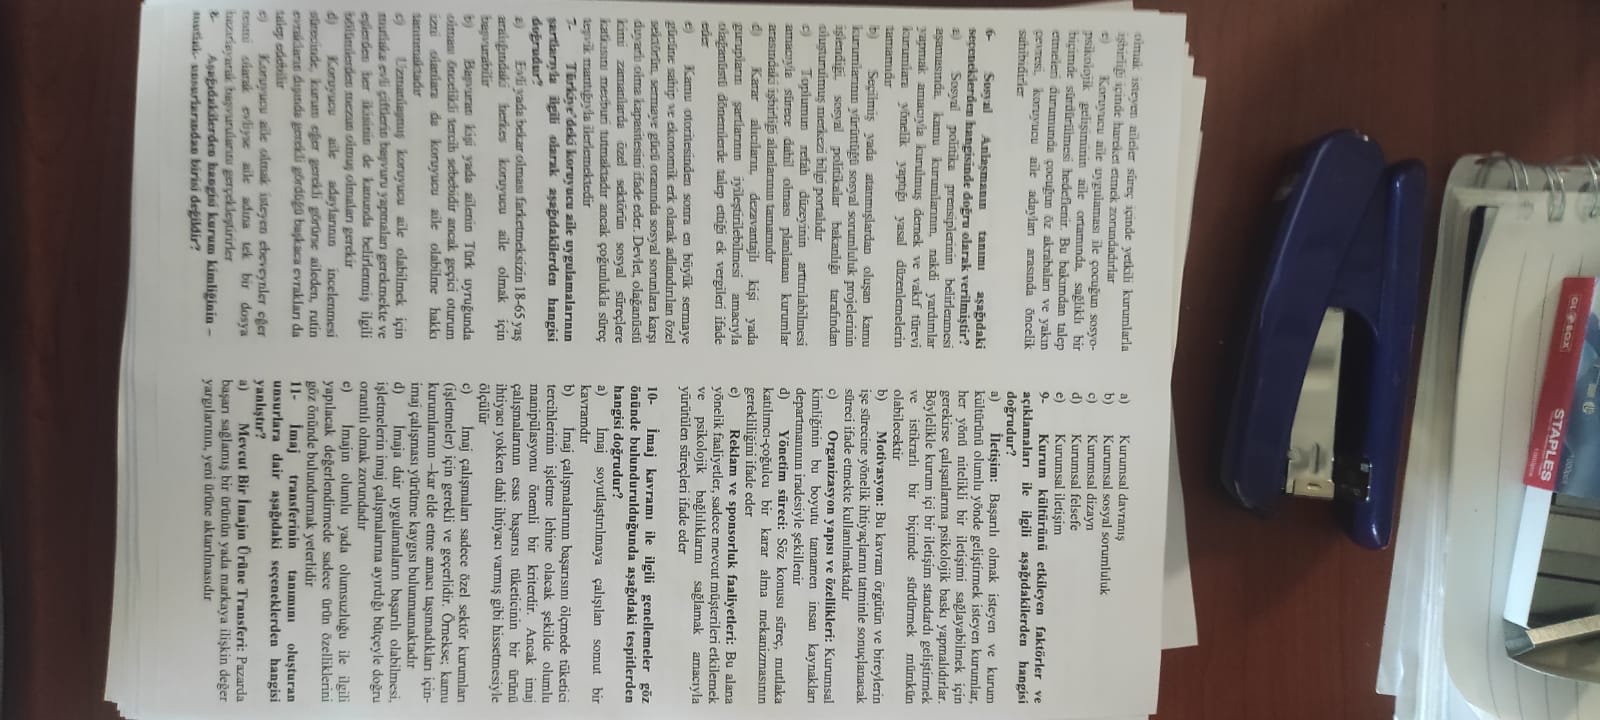 GLOBOX
1000pcs
STAPLES
1000pcs
olmak isteyen aileler süreç içinde yetkili kurumlarla
işbirliği içinde hareket etmek zorundadırlar
e) Koruyucu aile uygulaması ile çocuğun sosyo-
psikolojik gelişiminin aile ortamında, sağlıklı bir
biçimde sürdürülmesi hedeflenir. Bu bakımdan talep
etmeleri durumunda çocuğun öz akrabaları ve yakın
çevresi, koruyucu aile adayları arasında öncelik
sahibidirler
6- Sosyal Anlaşmanın tanımı aşağıdaki
seçeneklerden hangisinde doğru olarak verilmiştir?
a) Sosyal politika prensiplerinin belirlenmesi
aşamasında, kamu kurumlarının, nakdi yardımlar
yapmak amacıyla kurulmuş dernek ve vakıf türevi
kurumlara yönelik yaptığı yasal düzenlemelerin
tamamıdır
b) Seçilmiş yada atanmışlardan oluşan kamu
kurumlarının yürüttüğü sosyal sorumluluk projelerinin
işlendiği, sosyal politikalar bakanlığı tarafından
oluşturulmuş merkezi bilgi portalıdır
c) Toplumun refah düzeyinin arttırılabilmesi
amacıyla sürece dahil olması planlanan kurumlar
arasındaki işbirliği alanlarının tamamıdır
d) Karar alıcıların, dezavantajlı kişi yada
gurupların şartlarının iyileştirilebilmesi amacıyla
olağanüstü dönemlerde talep ettiği ek vergileri ifade
eder
e) Kamu otoritesinden sonra en büyük sermaye
gücüne sahip ve ekonomik erk olarak adlandırılan özel
sektörün, sermaye gücü oranında sosyal sorunlara karşı
duyarlı olma kapasitesini ifade eder. Devlet, olağanüstü
kimi zamanlarda özel sektörün sosyal süreçlere
katkısını mecburi tutmaktadır ancak çoğunlukla süreç
teşvik mantığıyla ilerlemektedir
7- Türkiye'deki koruyucu aile uygulamalarının
şartlarıyla ilgili olarak aşağıdakilerden hangisi
doğrudur?
a) Evli yada bekar olması farketmeksizin 18-65 yaş
aralığındaki herkes koruyucu aile olmak için
başvurabilir
b) Başvuran kişi yada ailenin Türk uyruğunda
olması öncelikli tercih sebebidir ancak geçici oturum
izni olanlara da koruyucu aile olabilme hakkı
tanınmaktadır
c) Uzmanlaşmış koruyucu aile olabilmek için
mutlaka evli çiftlerin başvuru yapmaları gerekmekte ve
eşlerden her ikisinin de kanunda belirlenmiş ilgili
bölümlerden mezun olmuş olmaları gerekir
d) Koruyucu aile adaylarının incelenmesi
sürecinde, kurum eğer gerekli görürse aileden, rutin
evrakların dışında gerekli gördüğü başkaca evrakları da
talep edebilir
e) Koruyucu aile olmak isteyen ebeveynler eğer
resmi olarak evliyse aile adına tek bir dosya
hazırlayarak başvurularını gerçekleştirirler
8- Aşağıdakilerden hangisi kurum kimliğinin –
mutlak- unsurlarından birisi değildir?
a) Kurumsal davranış
b) Kurumsal sosyal sorumluluk
c) Kurumsal dizayn
d) Kurumsal felsefe
e) Kurumsal iletişim
9- Kurum kültürünü etkileyen faktörler ve
açıklamaları ile ilgili aşağıdakilerden hangisi
doğrudur?
a) İletişim: Başarılı olmak isteyen ve kurum
kültürünü olumlu yönde geliştirmek isteyen kurumlar,
her yönü nitelikli bir iletişimi sağlayabilmek için
gerekirse çalışanlarına psikolojik baskı yapmalıdırlar.
Böylelikle kurum içi bir iletişim standardı geliştirmek
ve istikrarlı bir biçimde sürdürmek mümkün
olabilecektir
b) Motivasyon: Bu kavram örgütün ve bireylerin
işe sürecine yönelik ihtiyaçlarını tatminle sonuçlanacak
süreci ifade etmekte kullanılmaktadır
c) Organizasyon yapısı ve özellikleri: Kurumsal
kimliğinin bu boyutu tamamen insan kaynakları
departmanının iradesiyle şekillenir
d) Yönetim süreci: Söz konusu süreç, mutlaka
katılımcı-çoğulcu bir karar alma mekanizmasının
gerekliliğini ifade eder
e) Reklam ve sponsorluk faaliyetleri: Bu alana
yönelik faaliyetler, sadece mevcut müşterileri etkilemek
ve psikolojik bağlılıklarını sağlamak amacıyla
yürütülen süreçleri ifade eder
10- İmaj kavramı ile ilgili genellemeler göz
önünde bulundurulduğunda aşağıdaki tespitlerden
hangisi doğrudur?
a) İmaj soyutlaştırılmaya çalışılan somut bir
kavramdır
b) İmaj çalışmalarının başarısını ölçmede tüketici
tercihlerinin işletme lehine olacak şekilde olumlu
manipülasyonu önemli bir kriterdir. Ancak imaj
çalışmalarının esas başarısı tüketicinin bir ürünü
ihtiyacı yokken dahi ihtiyacı varmış gibi hissetmesiyle
ölçülür
c) İmaj çalışmaları sadece özel sektör kurumları
(işletmeler) için gerekli ve geçerlidir. Örnekse; kamu
kurumlarının –kar elde etme amacı taşımadıkları için-
imaj çalışması yürütme kaygısı bulunmamaktadır
d) İmaja dair uygulamaların başarılı olabilmesi,
işletmelerin imaj çalışmalarına ayırdığı bütçeyle doğru
orantılı olmak zorundadır
e) İmajın olumlu yada olumsuzluğu ile ilgili
yapılacak değerlendirmede sadece ürün özelliklerini
göz önünde bulundurmak yeterlidir
11- İmaj transferinin tanımını oluşturan
unsurlara dair aşağıdaki seçeneklerden hangisi
yanlıştır?
a) Mevcut Bir İmajın Ürüne Transferi: Pazarda
başarı sağlamış bir ürünün yada markaya ilişkin değer
yargılarının, yeni ürüne aktarılmasıdır